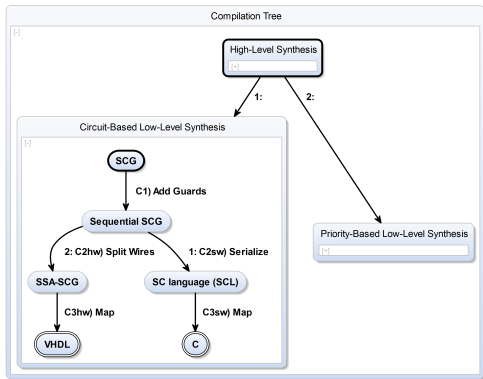 Compilation Tree
[-]
High-Level Synthesis
[+]
1:
2:
Circuit-Based Low-Level Synthesis
[-]
SCG
C1) Add Guards
Sequential SCG
2: C2hw) Split Wires
1: C2sw) Serialize
SSA-SCG
SC language (SCL)
C3hw) Map
C3sw) Map
VHDL
C
Priority-Based Low-Level Synthesis
[+]